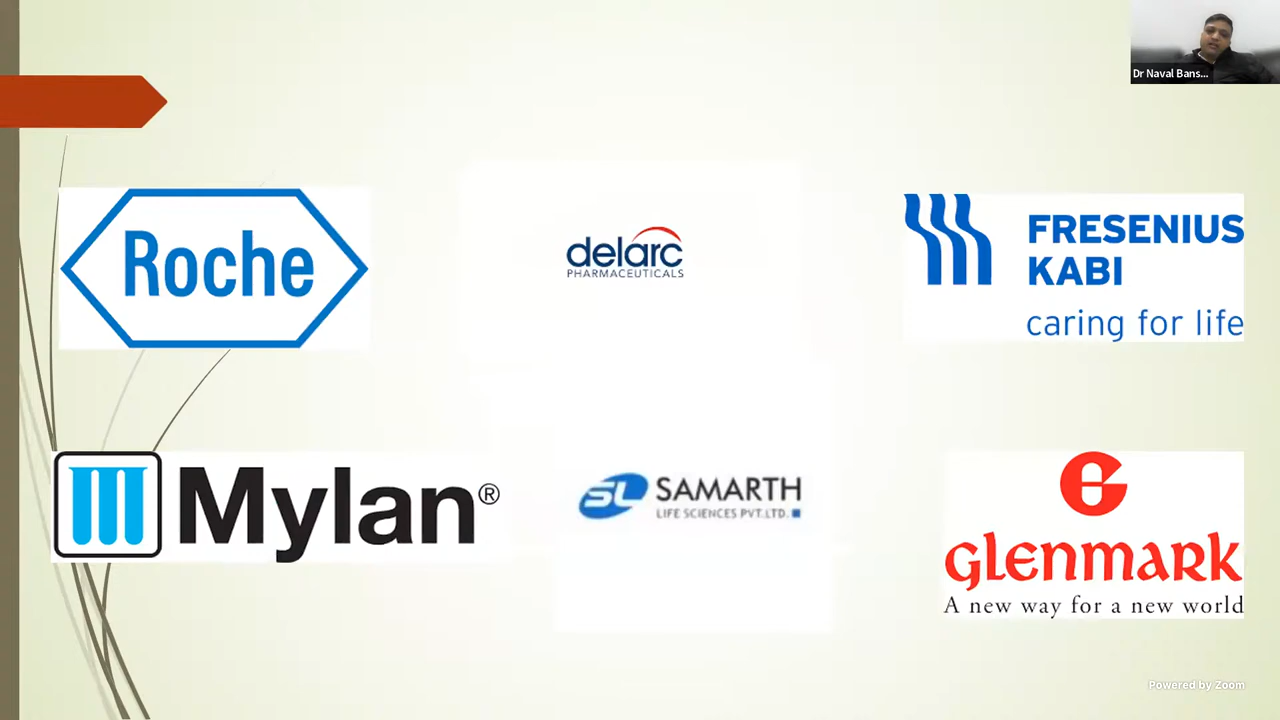 Dr Naval Bans...
Roche
delarc
PHARMACEUTICALS
FRESENIUS
KABI
caring for life
Mylan®
SL SAMARTH
LIFE SCIENCES PVT.LTD.
glenmark
A new way for a new world
Powered by Zoom